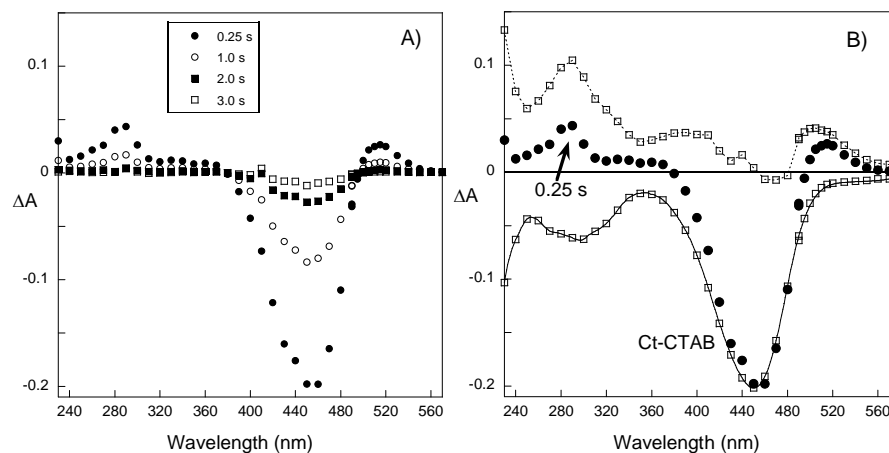 A)
0.25 s
1.0 s
2.0 s
3.0 s
0.1
0
ΔA
-0.1
-0.2
240 280 320 360 400 440 480 520 560
Wavelength (nm)
B)
0.1
0
0.25 s
ΔA
-0.1
Ct-CTAB
-0.2
240 280 320 360 400 450 480 520 560
Wavelength (nm)